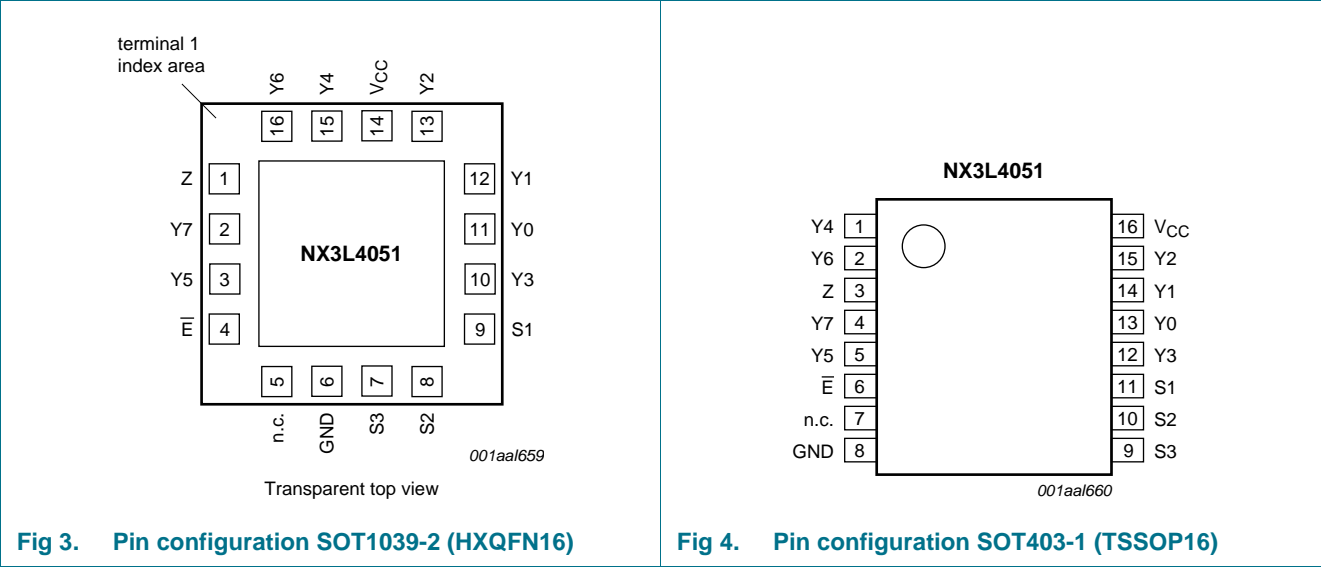 terminal 1
index area
Y6 Y4 VCC Y2
16 15 14 13
Z 1 12 Y1
Y7 2 11 Y0
NX3L4051
Y5 3 10 Y3
E̅ 4 9 S1
5 6 7 8
n.c. GND S3 S2
001aal659
Transparent top view
Fig 3. Pin configuration SOT1039-2 (HXQFN16)
NX3L4051
Y4 1 16 VCC
Y6 2 15 Y2
Z 3 14 Y1
Y7 4 13 Y0
Y5 5 12 Y3
E̅ 6 11 S1
n.c. 7 10 S2
GND 8 9 S3
001aal660
Fig 4. Pin configuration SOT403-1 (TSSOP16)